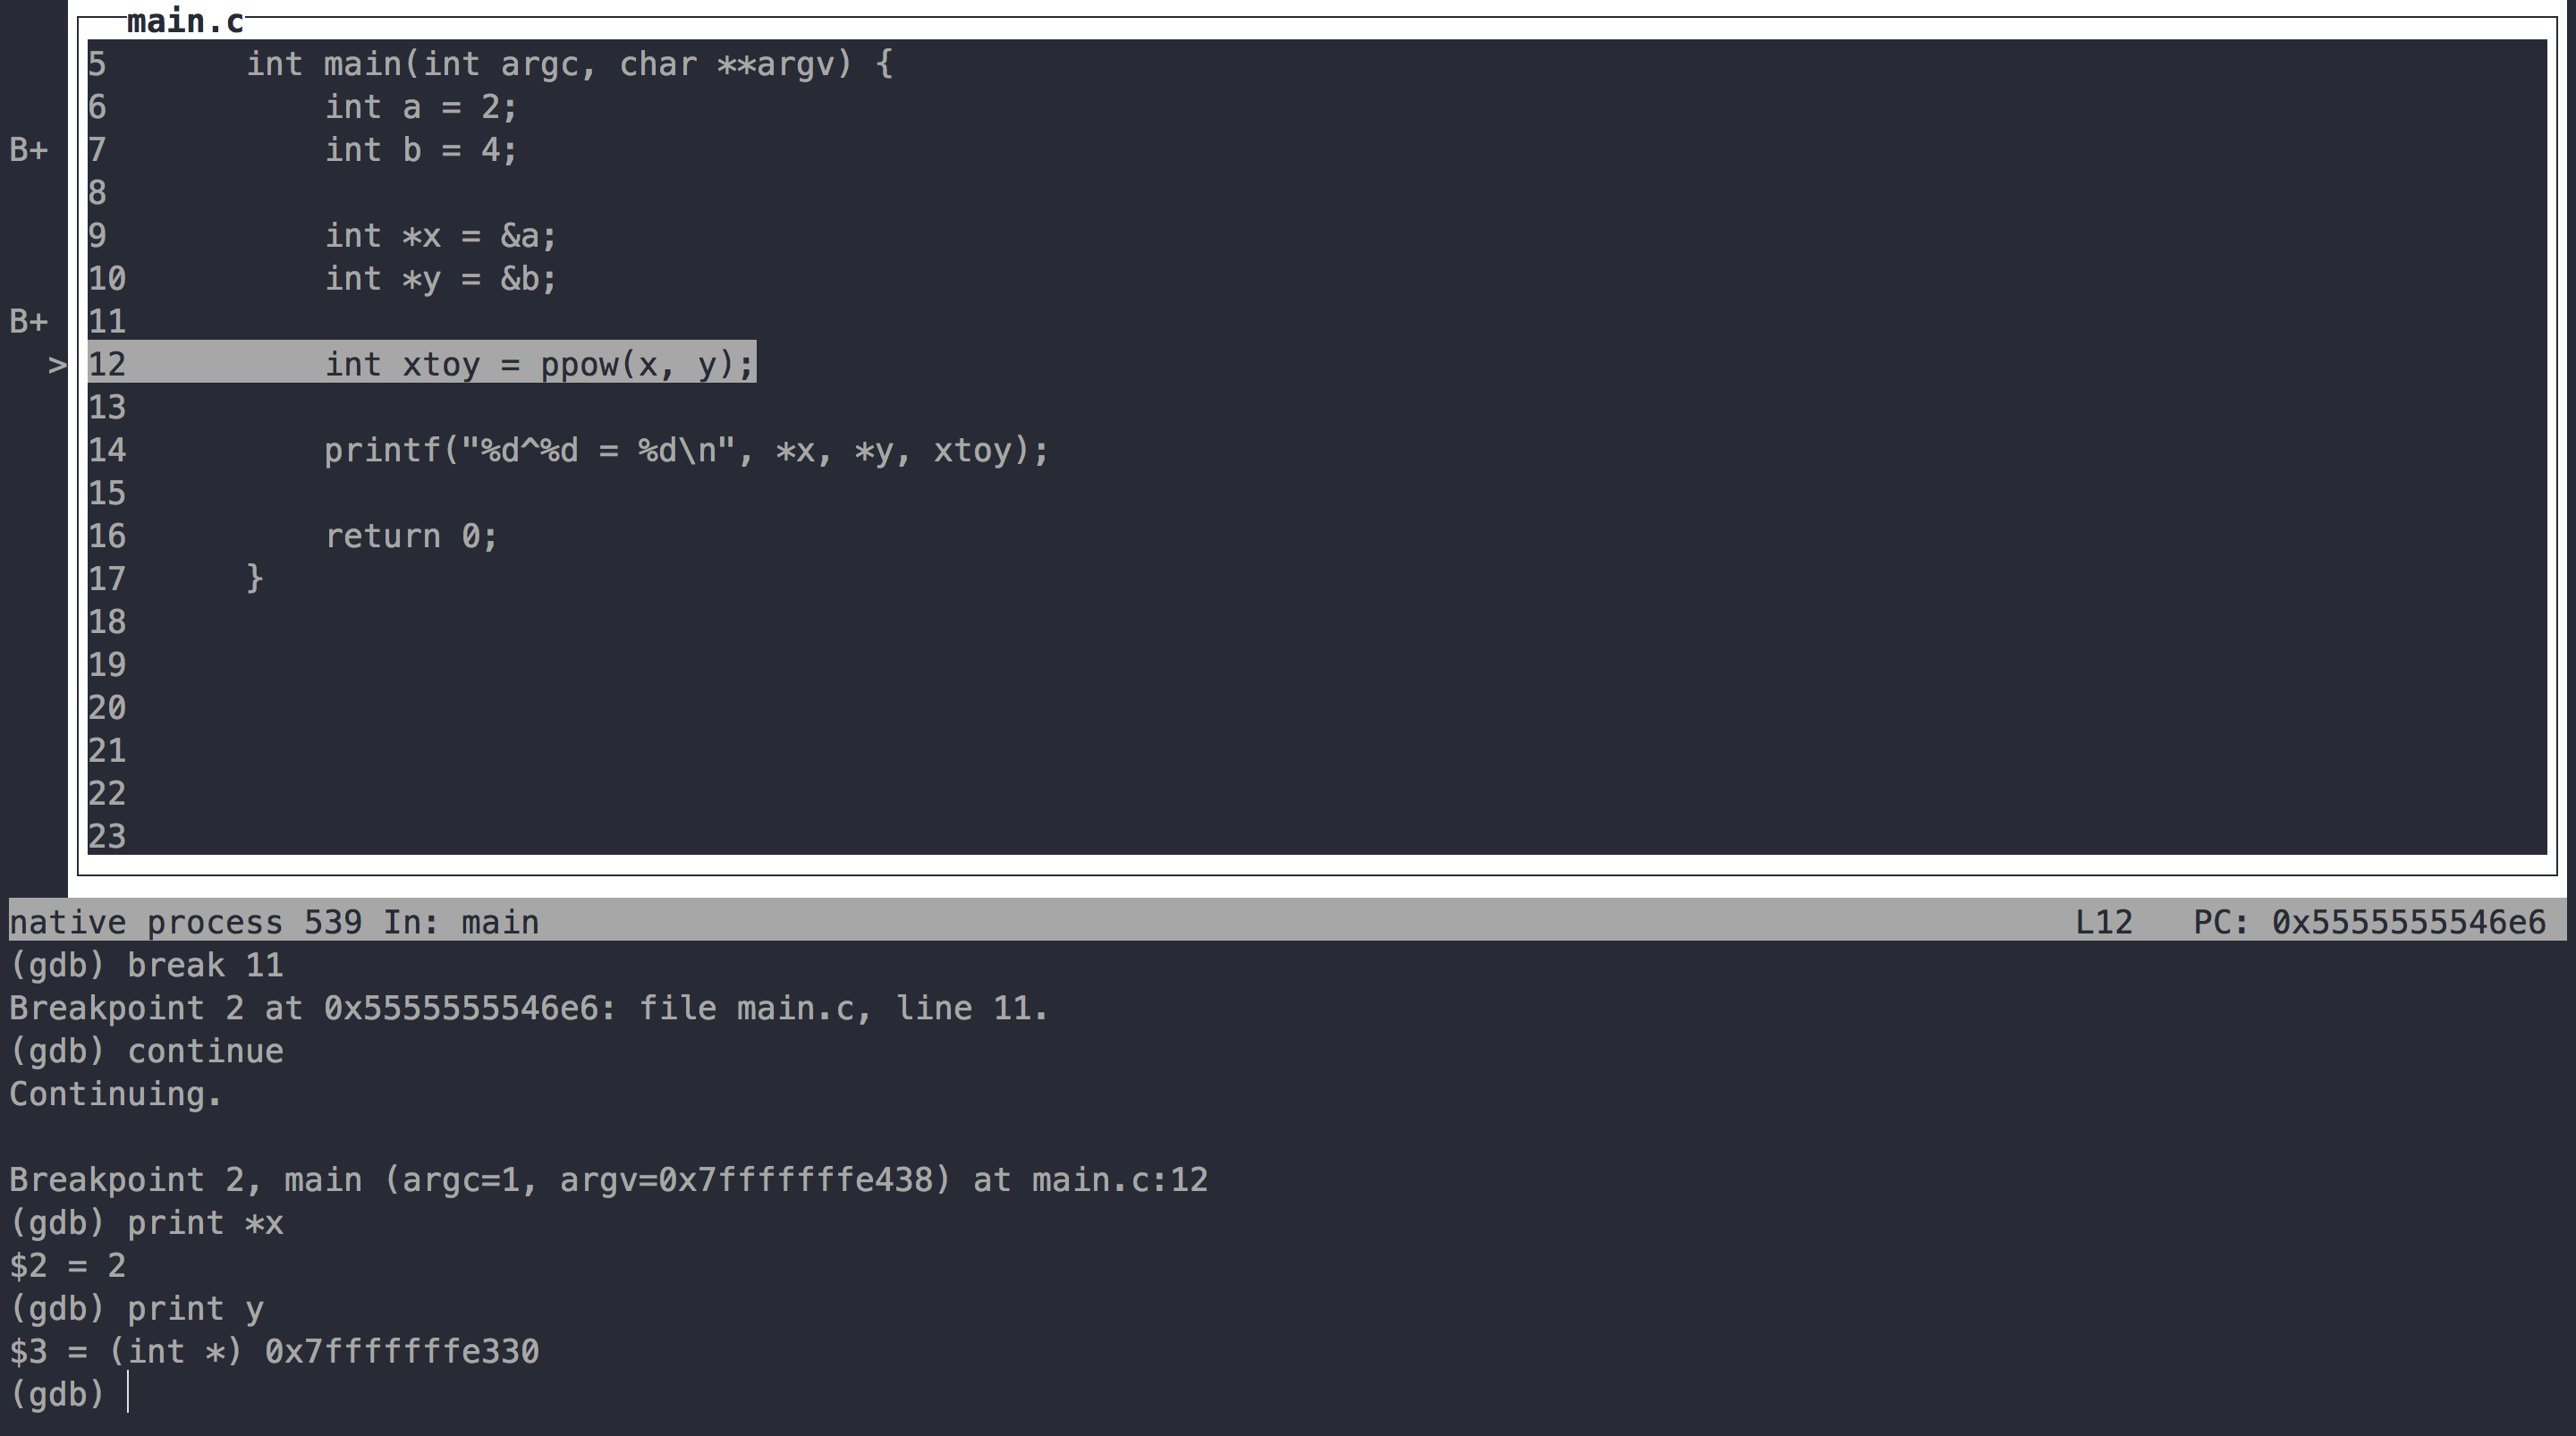 main.c
5       int main(int argc, char **argv) {
6           int a = 2;
B+ 7           int b = 4;
8
9           int *x = &a;
10          int *y = &b;
B+ 11
> 12          int xtoy = ppow(x, y);
13
14          printf("%d^%d = %d\n", *x, *y, xtoy);
15
16          return 0;
17      }
18
19
20
21
22
23
native process 539 In: main L12 PC: 0x5555555546e6
(gdb) break 11
Breakpoint 2 at 0x5555555546e6: file main.c, line 11.
(gdb) continue
Continuing.
Breakpoint 2, main (argc=1, argv=0x7fffffffe438) at main.c:12
(gdb) print *x
$2 = 2
(gdb) print y
$3 = (int *) 0x7fffffffe330
(gdb)